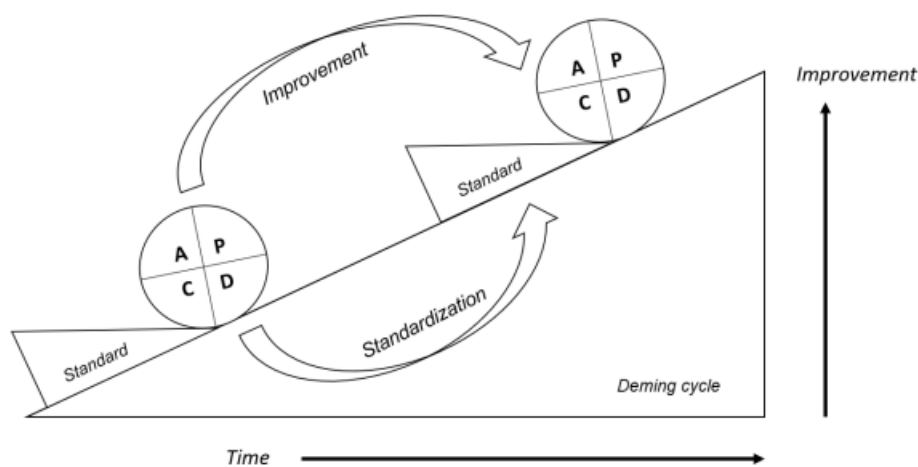 Improvement
A P
C D
Improvement
Standard
A P
C D
Standard
Standardization
Deming cycle
Time